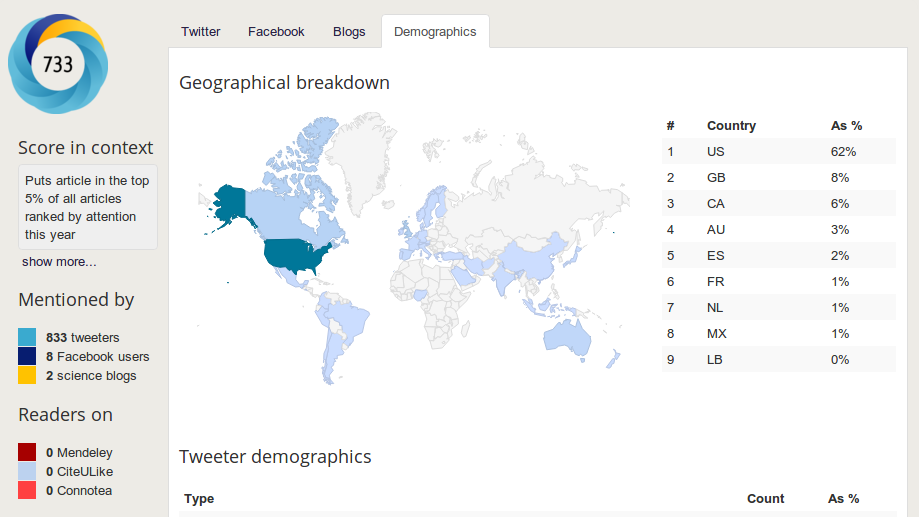 733
Score in context
Puts article in the top
5% of all articles
ranked by attention
this year
show more...
Mentioned by
833 tweeters
8 Facebook users
2 science blogs
Readers on
0 Mendeley
0 CiteULike
0 Connotea
Twitter Facebook Blogs Demographics
Geographical breakdown
# Country As %
1 US 62%
2 GB 8%
3 CA 6%
4 AU 3%
5 ES 2%
6 FR 1%
7 NL 1%
8 MX 1%
9 LB 0%
Tweeter demographics
Type Count As %